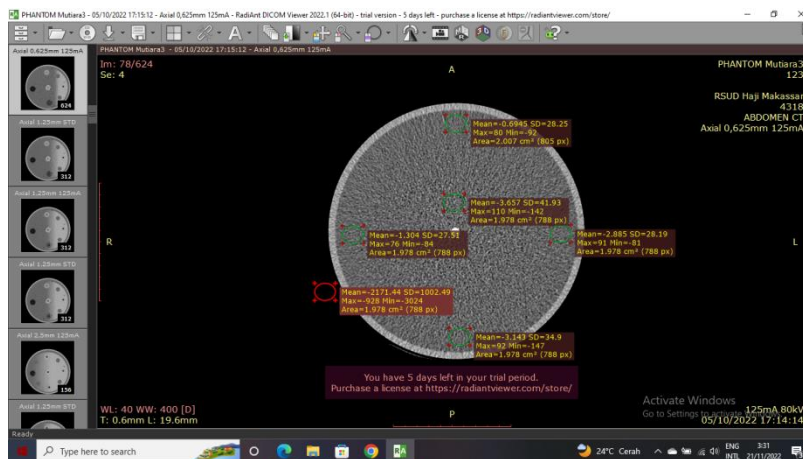 PHANTOM Mutiara3 - 05/10/2022 17:15:12 - Axial 0,625mm 125mA - RadiAnt DICOM Viewer 2022.1 (64-bit) - trial version - 5 days left - purchase a license at https://radiantviewer.com/store/
Axial 0.625mm 125mA
624
Axial 1.25mm STD
312
Axial 1.25mm STD
312
Axial 1.25mm STD
312
Axial 2.5mm 125mA
156
Axial 1.25mm STD
PHANTOM Mutiara3 - 05/10/2022 17:15:12 - Axial 0,625mm 125mA
Im: 78/624
Se: 4
A
PHANTOM Mutiara3
123
RSUD Haji Makassar
4318
ABDOMEN CT
Axial 0,625mm 125mA
Mean=-0.6945 SD=28.25
Max=80 Min=-92
Area=2.007 cm² (805 px)
Mean=-3.657 SD=41.93
Max=110 Min=-142
Area=1.978 cm² (788 px)
R
Mean=-1.304 SD=27.51
Max=76 Min=-84
Area=1.978 cm² (788 px)
Mean=-2.885 SD=28.19
Max=91 Min=-81
Area=1.978 cm² (788 px)
L
Mean=-2171.44 SD=1002.49
Max=-928 Min=-3024
Area=1.978 cm² (788 px)
Mean=-3.143 SD=34.9
Max=92 Min=-147
Area=1.978 cm² (788 px)
You have 5 days left in your trial period.
Purchase a license at https://radiantviewer.com/store/
Activate Windows
Go to Settings to activate Windows.
WL: 40 WW: 400 [D]
T: 0.6mm L: 19.6mm
P
125mA 80kV
05/10/2022 17:14:14
Ready
Type here to search
24°C Cerah
ENG
INTL
3:31
21/11/2022